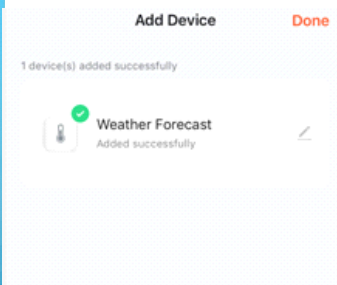 Add Device
Done
1 device(s) added successfully
Weather Forecast
Added successfully